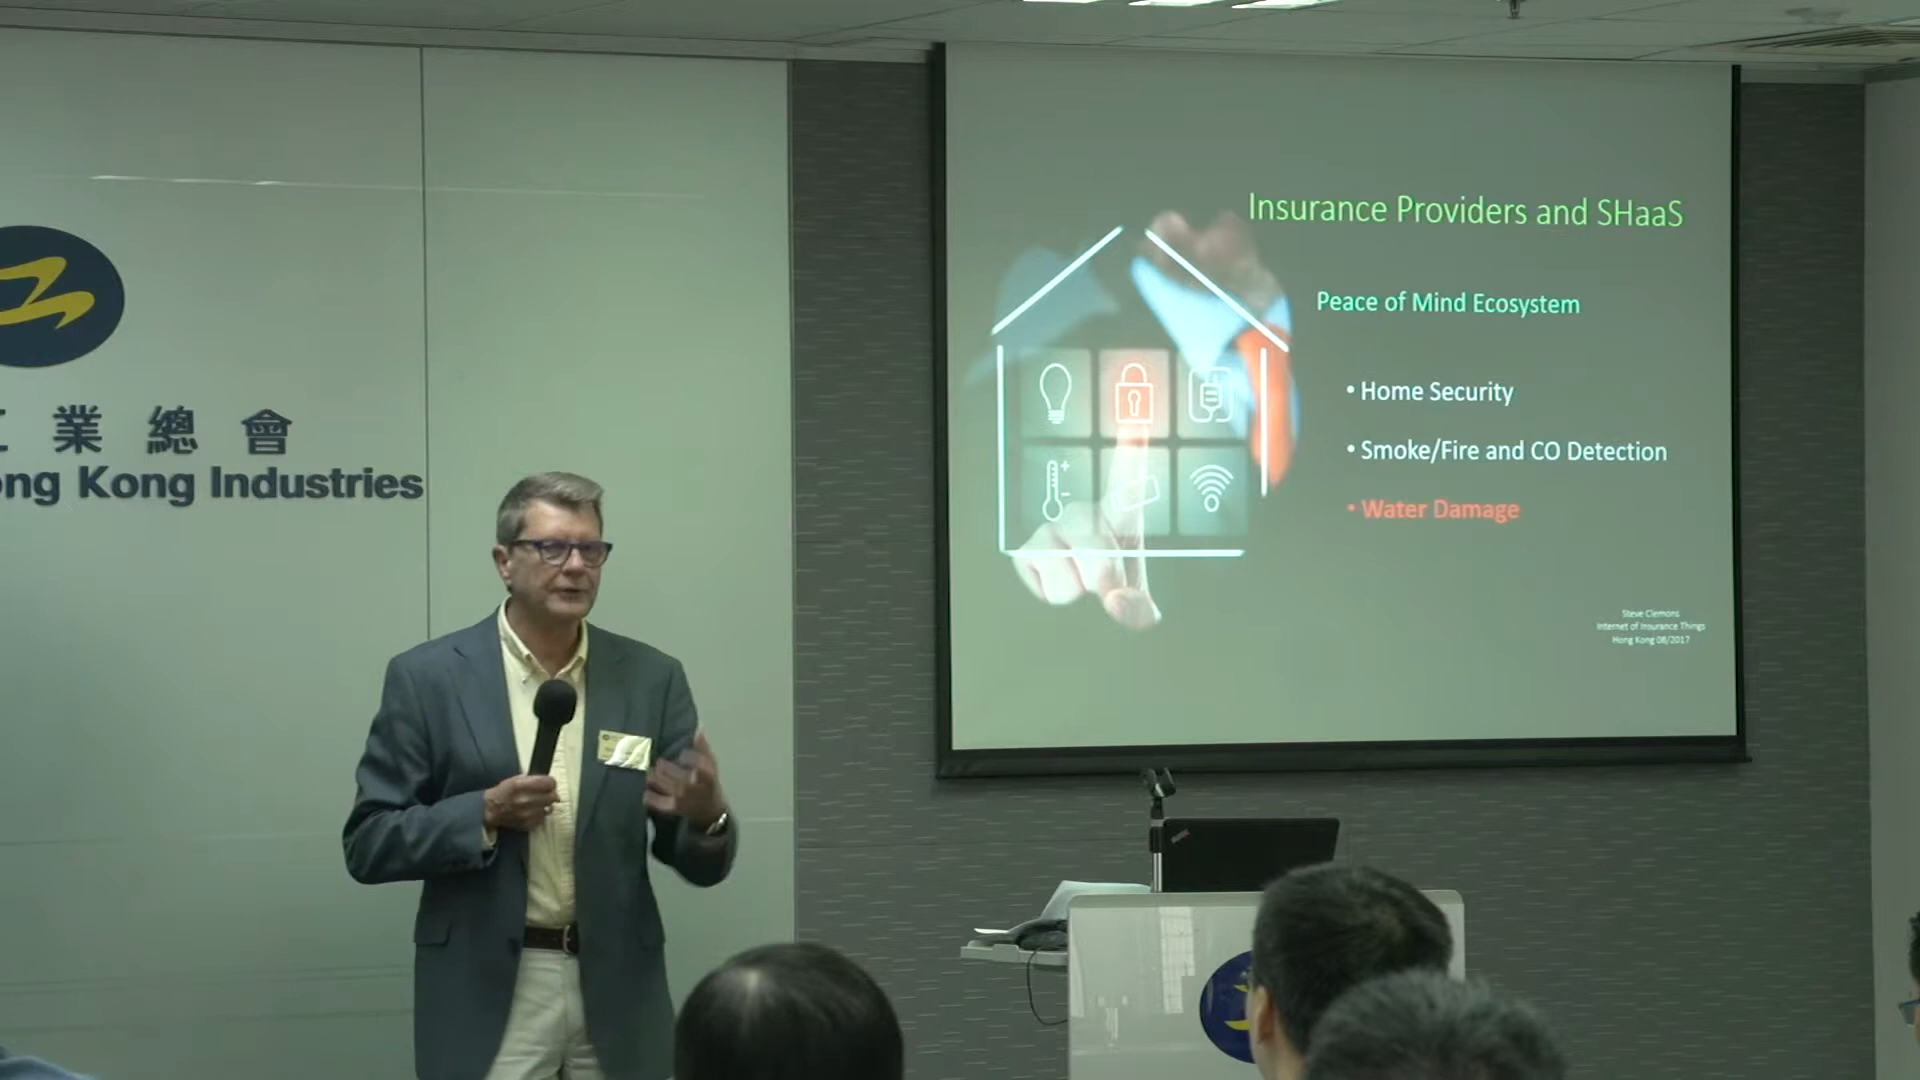 業總會
Kong Industries
Insurance Providers and SHaaS
Peace of Mind Ecosystem
• Home Security
• Smoke/Fire and CO Detection
• Water Damage
Steve Clemons
Internet of Insurance Things
Hong Kong 08/2017